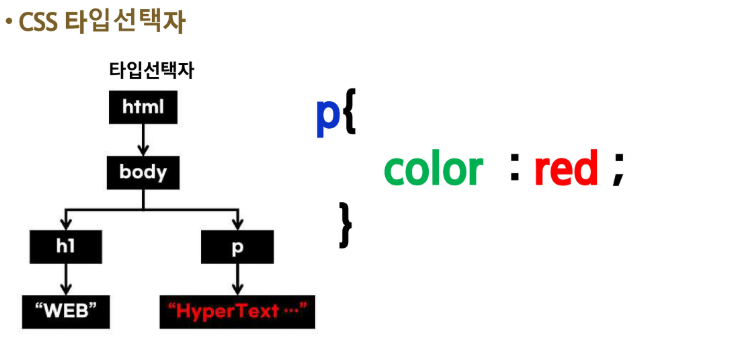 • CSS 타입선택자
타입선택자
html
body
h1 p
“WEB” “HyperText ···”
p{
color : red ;
}